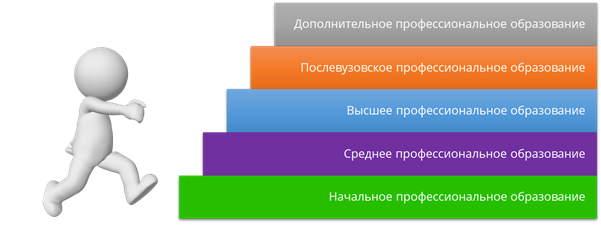 Дополнительное профессиональное образование
Послевузовское профессиональное образование
Высшее профессиональное образование
Среднее профессиональное образование
Начальное профессиональное образование